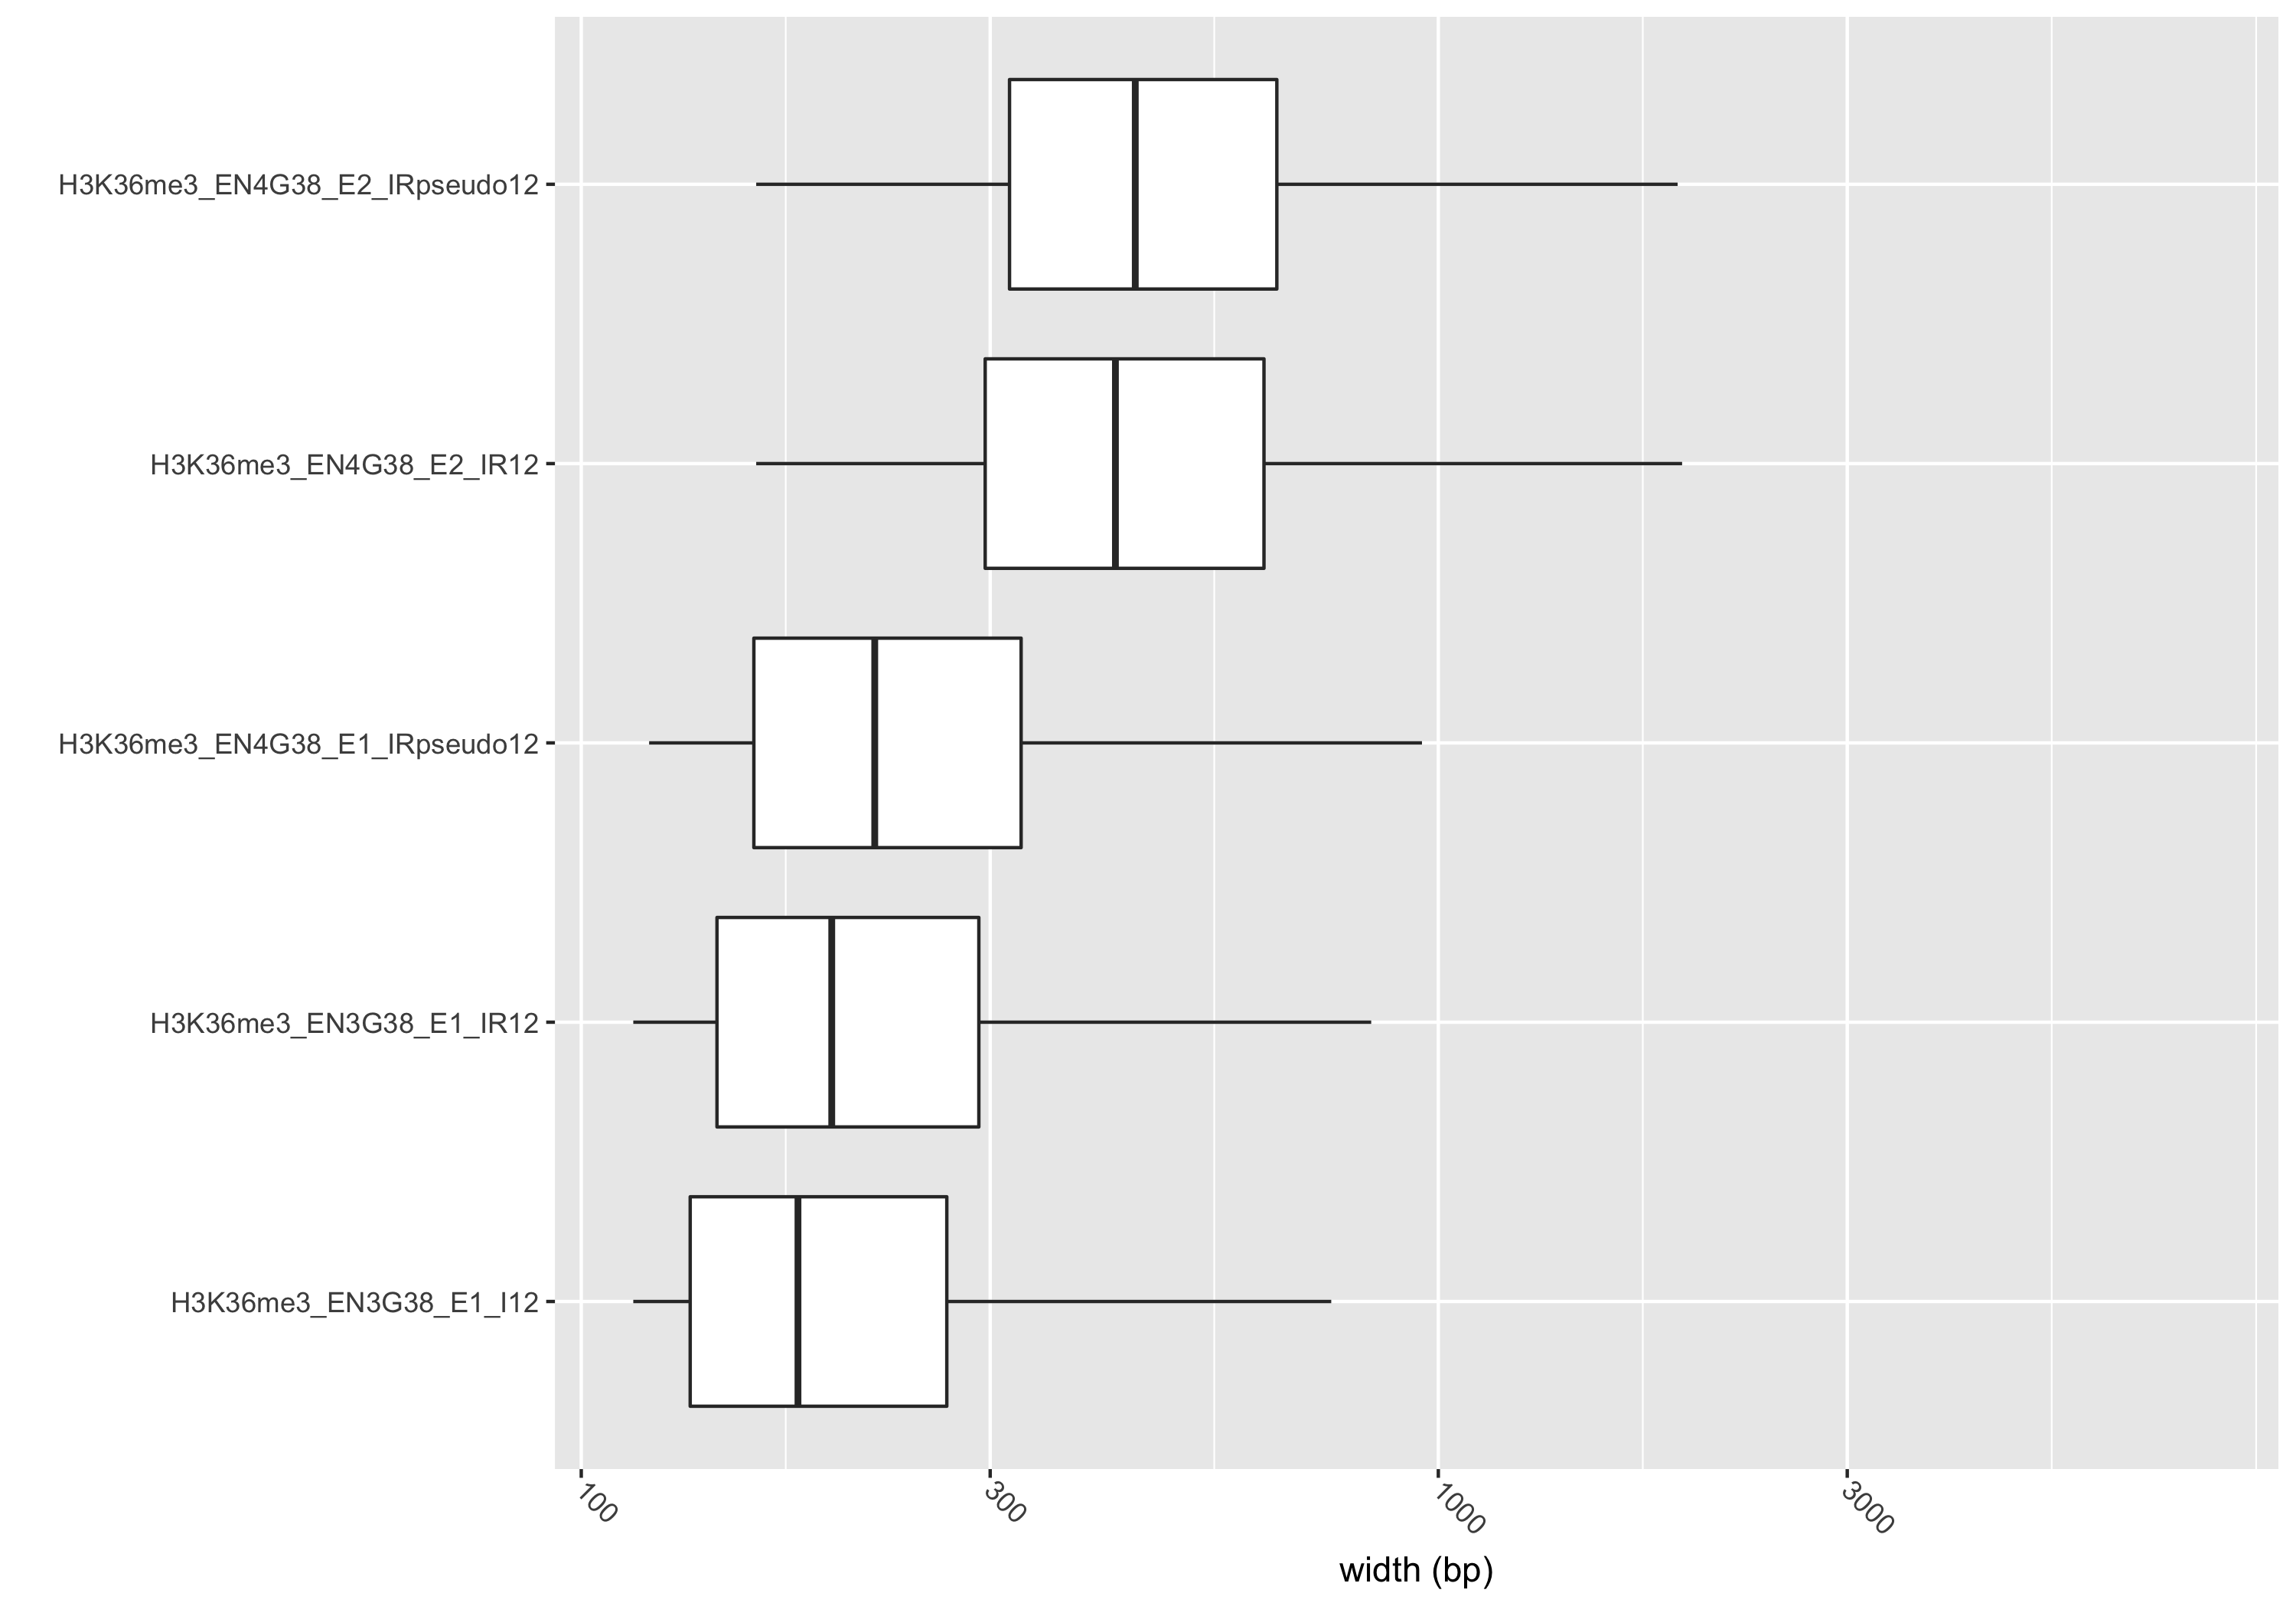 H3K36me3_EN4G38_E2_IRpseudo12
H3K36me3_EN4G38_E2_IR12
H3K36me3_EN4G38_E1_IRpseudo12
H3K36me3_EN3G38_E1_IR12
H3K36me3_EN3G38_E1_I12
100
300
1000
3000
width (bp)